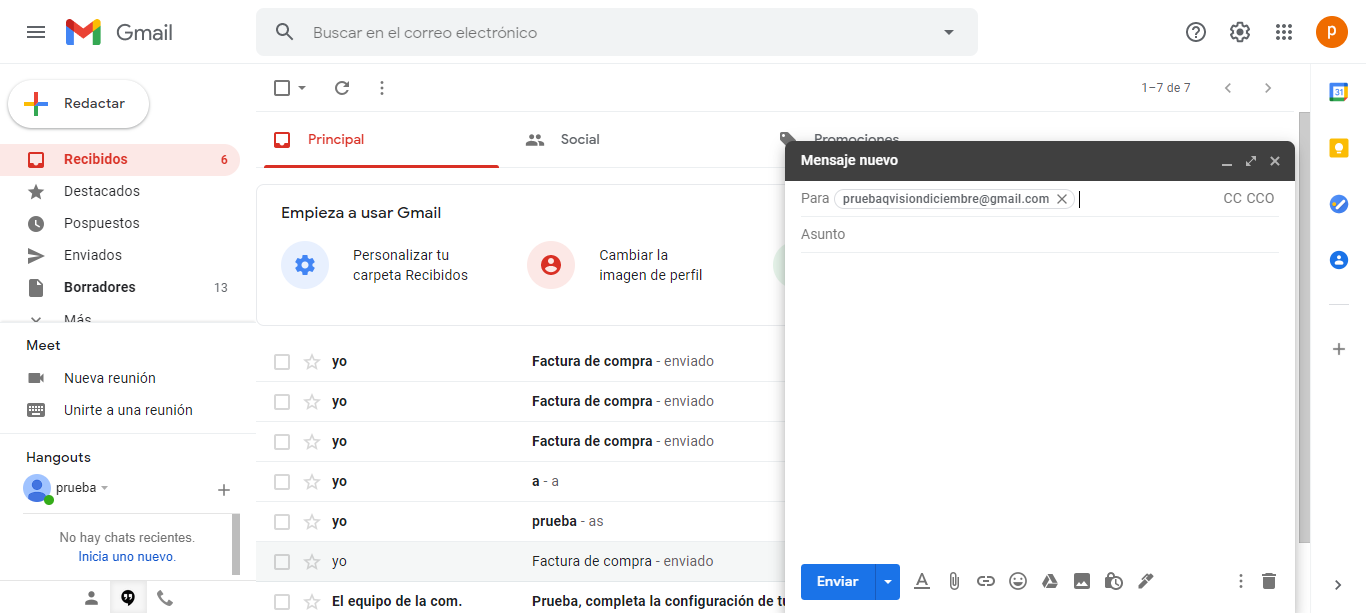 Gmail
Buscar en el correo electrónico
p
Redactar
1–7 de 7
31
Recibidos 6
Destacados
Pospuestos
Enviados
Borradores 13
Más
Meet
Nueva reunión
Unirte a una reunión
Hangouts
prueba
No hay chats recientes.
Inicia uno nuevo.
Principal
Social
Promociones
Empieza a usar Gmail
Personalizar tu
carpeta Recibidos
Cambiar la
imagen de perfil
yo Factura de compra - enviado
yo Factura de compra - enviado
yo Factura de compra - enviado
yo a - a
yo prueba - as
yo Factura de compra - enviado
El equipo de la com. Prueba, completa la configuración de
Mensaje nuevo
Para pruebaqvisiondiciembre@gmail.com CC CCO
Asunto
Enviar